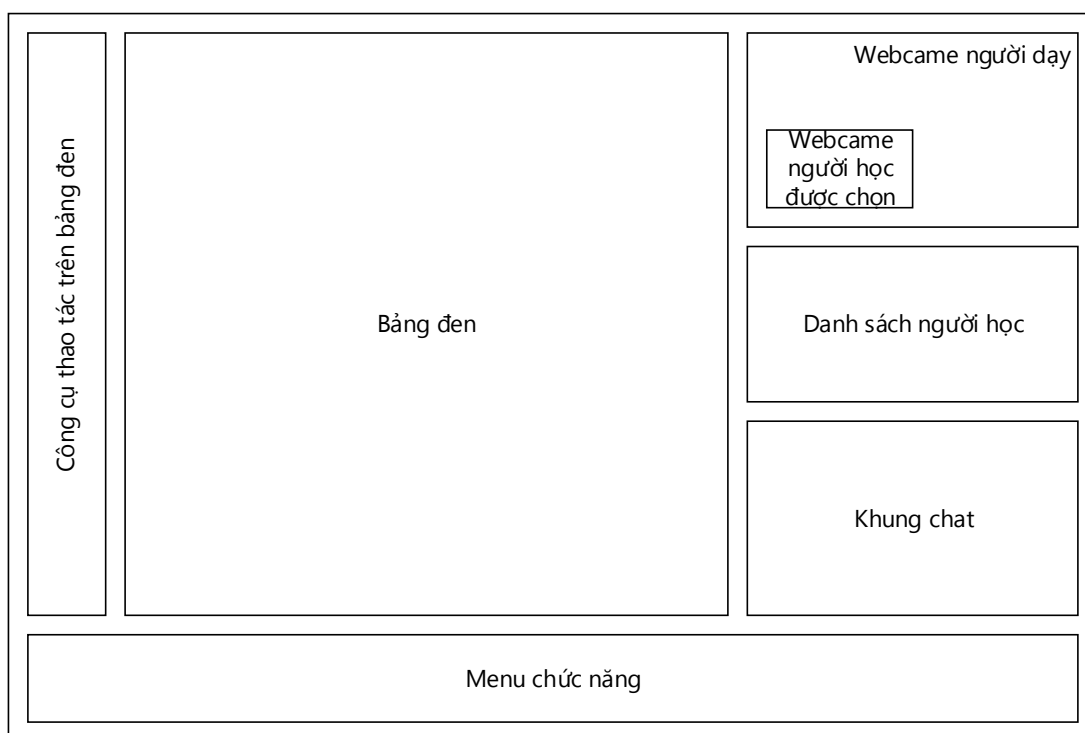 Công cụ thao tác trên bảng đen
Bảng đen
Webcame người dạy
Webcame
người học
được chọn
Danh sách người học
Khung chat
Menu chức năng